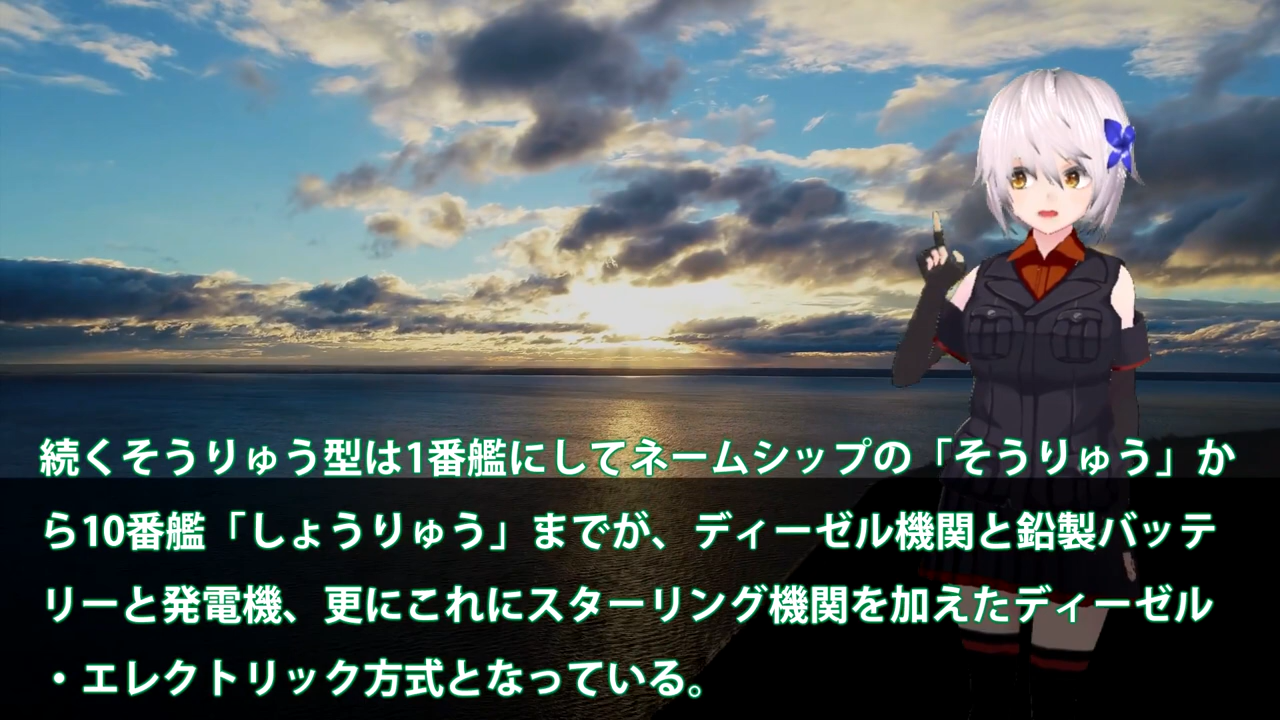 続くそうりゅう型は1番艦にしてネームシップの「そうりゅう」か
ら10番艦「しょうりゅう」までが、ディーゼル機関と鉛製バッテ
リーと発電機、更にこれにスターリング機関を加えたディーゼル
・エレクトリック方式となっている。